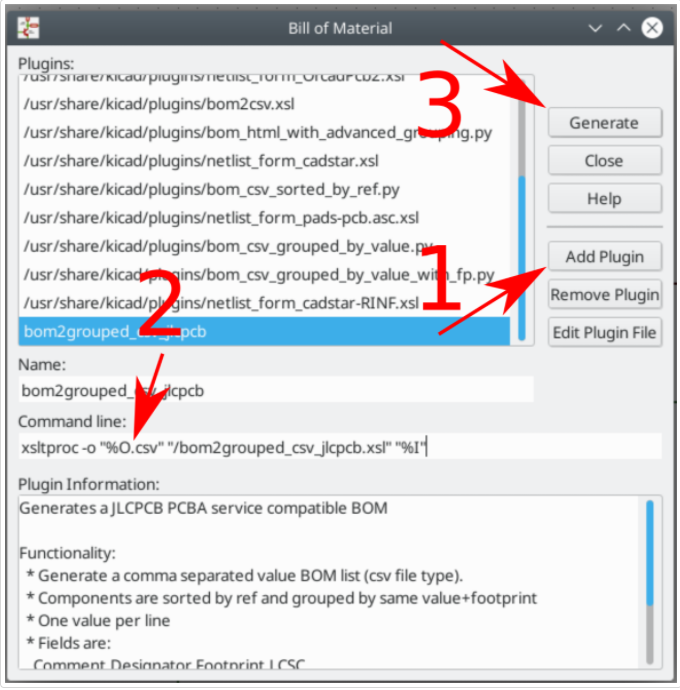 Bill of Material
Plugins:
/usr/share/kicad/plugins/netlist_form_OrcadPcb2.xsl
/usr/share/kicad/plugins/bom2csv.xsl
/usr/share/kicad/plugins/bom_html_with_advanced_grouping.py
/usr/share/kicad/plugins/netlist_form_cadstar.xsl
/usr/share/kicad/plugins/bom_csv_sorted_by_ref.py
/usr/share/kicad/plugins/netlist_form_pads-pcb.asc.xsl
/usr/share/kicad/plugins/bom_csv_grouped_by_value.py
/usr/share/kicad/plugins/bom_csv_grouped_by_value_with_fp.py
/usr/share/kicad/plugins/netlist_form_cadstar-RINF.xsl
bom2grouped_csv_jlcpcb
3
Generate
Close
Help
1
Add Plugin
Remove Plugin
Edit Plugin File
2
Name:
bom2grouped_csv_jlcpcb
Command line:
xsltproc -o "%O.csv" "/bom2grouped_csv_jlcpcb.xsl" "%I"
Plugin Information:
Generates a JLCPCB PCBA service compatible BOM
Functionality:
* Generate a comma separated value BOM list (csv file type).
* Components are sorted by ref and grouped by same value+footprint
* One value per line
* Fields are:
Comment Designator Footprint LCSC